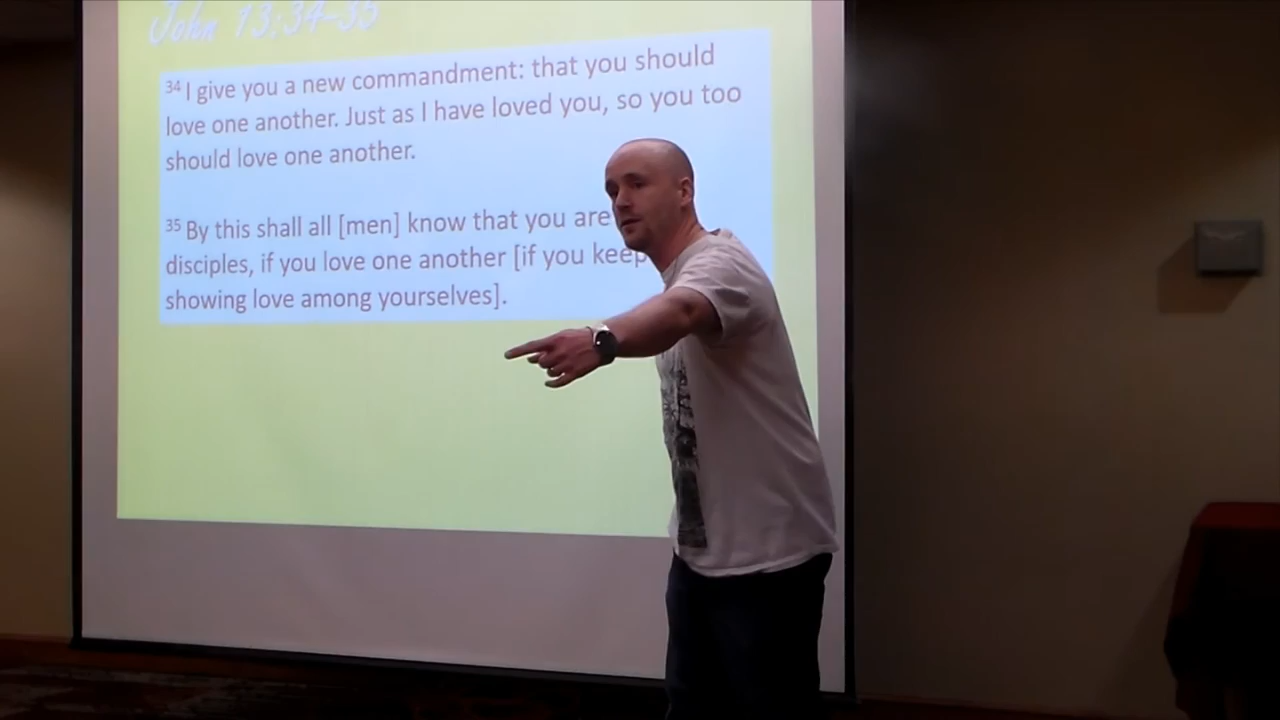 John 13:34-35
34 I give you a new commandment: that you should
love one another. Just as I have loved you, so you too
should love one another.
35 By this shall all [men] know that you are
disciples, if you love one another [if you keep
showing love among yourselves].